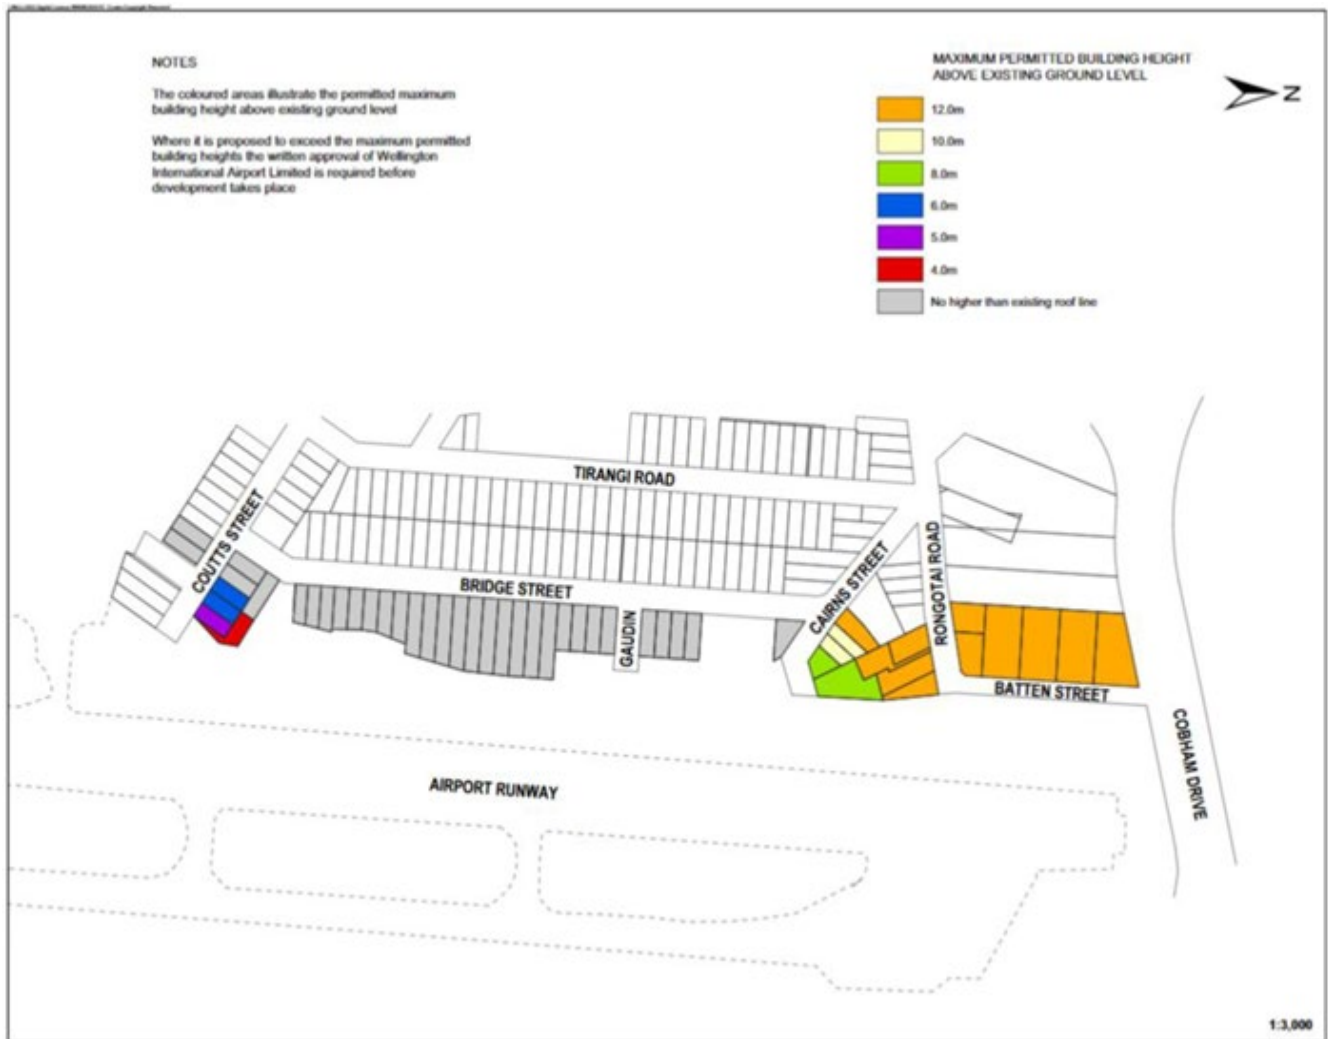 NOTES
The coloured areas illustrate the permitted maximum
building height above existing ground level
Where it is proposed to exceed the maximum permitted
building heights the written approval of Wellington
International Airport Limited is required before
development takes place
MAXIMUM PERMITTED BUILDING HEIGHT
ABOVE EXISTING GROUND LEVEL
N
12.0m
10.0m
8.0m
6.0m
5.0m
4.0m
No higher than existing roof line
TIRANGI ROAD
COUTTS STREET
BRIDGE STREET
GAUDIN
CAIRNS STREET
RONGOTAI ROAD
BATTEN STREET
COBHAM DRIVE
AIRPORT RUNWAY
1:3,000